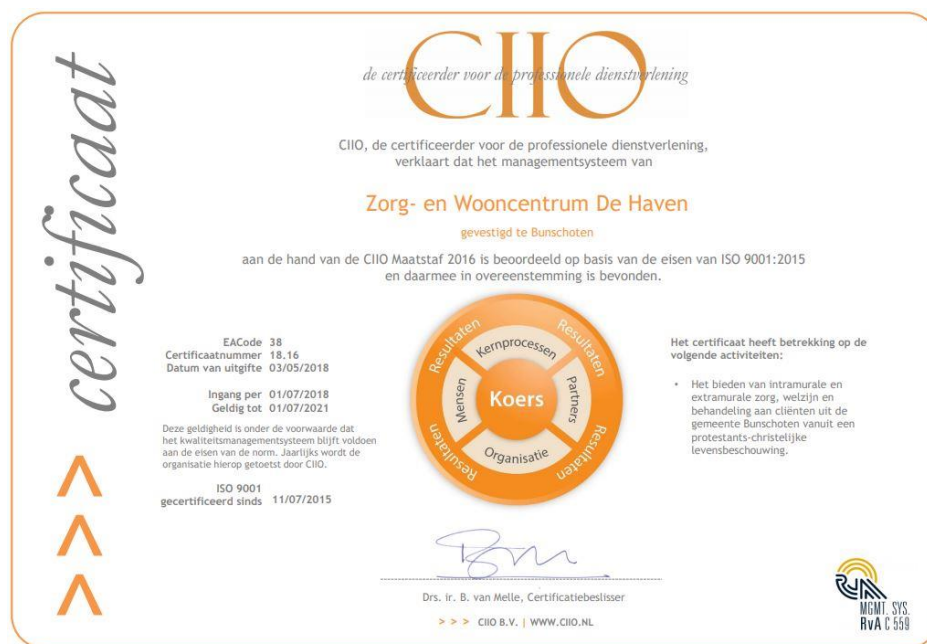 certificaat
CIIO
de certificeerder voor de professionele dienstverlening
CIIO, de certificeerder voor de professionele dienstverlening,
verklaart dat het managementsysteem van
Zorg- en Wooncentrum De Haven
gevestigd te Bunschoten
aan de hand van de CIIO Maatstaf 2016 is beoordeeld op basis van de eisen van ISO 9001:2015
en daarmee in overeenstemming is bevonden.
EACode 38
Certificaatnummer 18.16
Datum van uitgifte 03/05/2018
Ingang per 01/07/2018
Geldig tot 01/07/2021
Deze geldigheid is onder de voorwaarde dat
het kwaliteitsmanagementsysteem blijft voldoen
aan de eisen van de norm. Jaarlijks wordt de
organisatie hierop getoetst door CIIO.
ISO 9001
gecertificeerd sinds 11/07/2015
Resultaten
Resultaten
Kernprocessen
Mensen
Koers
Partners
Organisatie
Resultaten
Resultaten
Het certificaat heeft betrekking op de
volgende activiteiten:
• Het bieden van intramurale en
extramurale zorg, welzijn en
behandeling aan cliënten uit de
gemeente Bunschoten vanuit een
protestants-christelijke
levensbeschouwing.
Drs. ir. B. van Melle, Certificatiebeslisser
> > > CIIO B.V. | WWW.CIIO.NL
RvA
MGMT. SYS.
RvA C 559